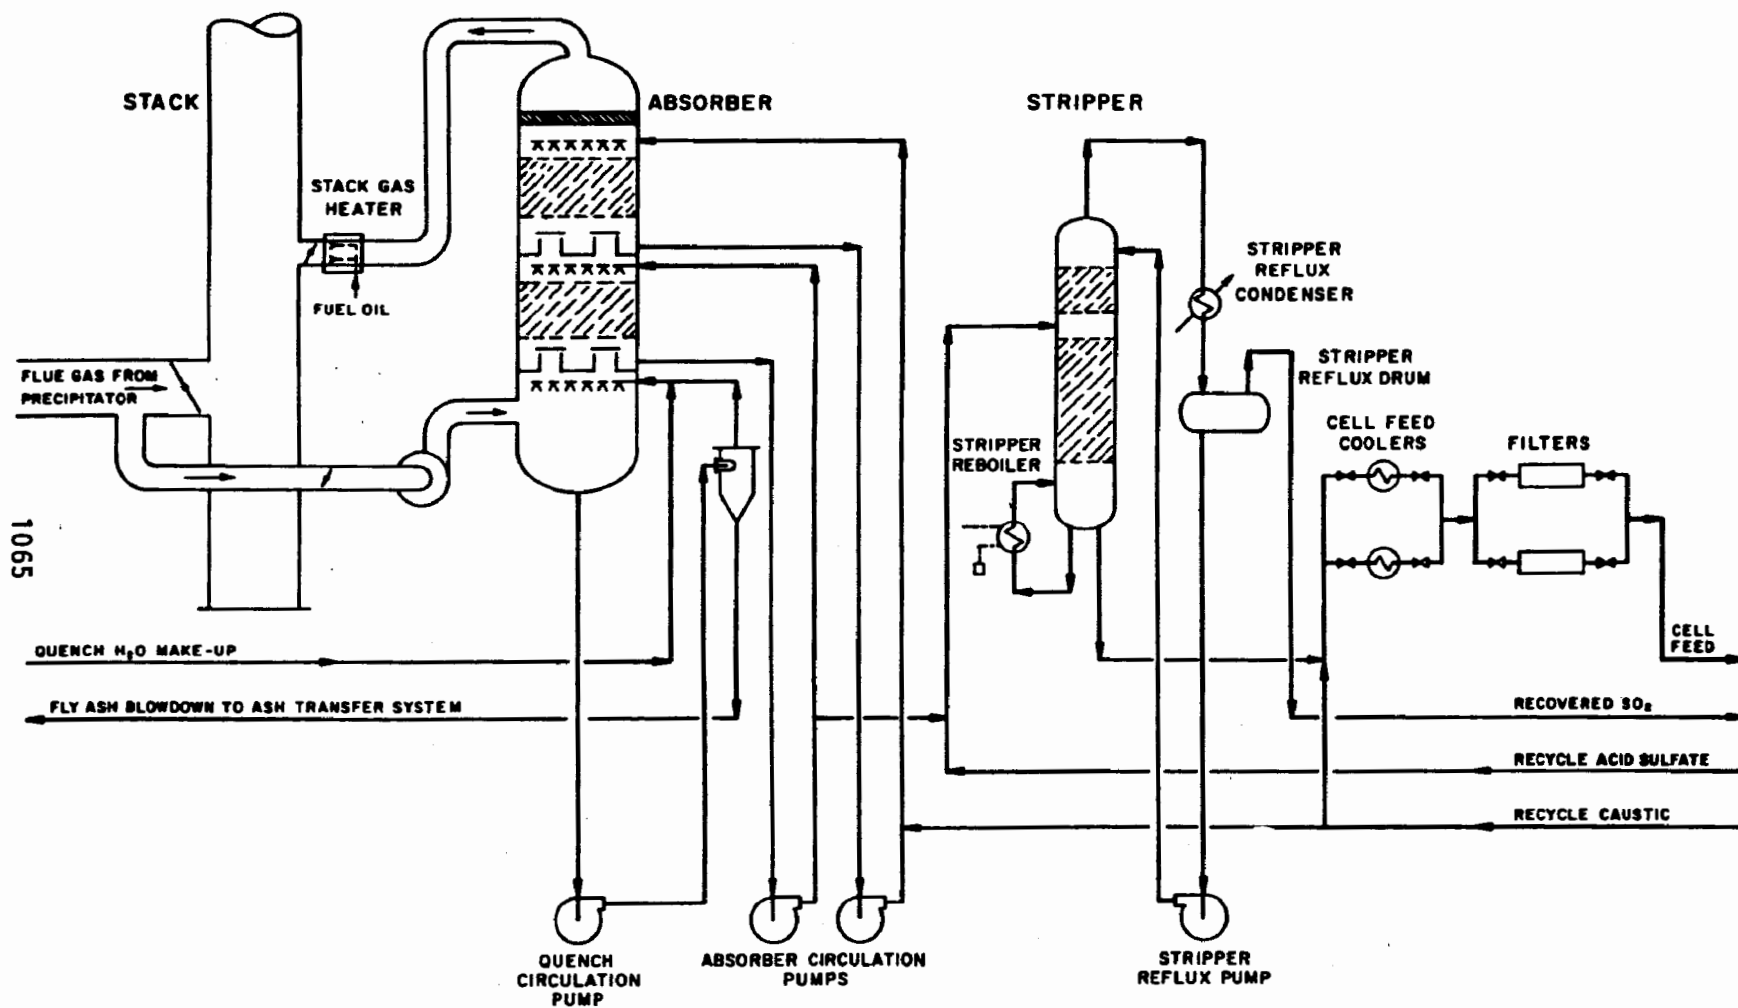 STACK
ABSORBER
STRIPPER
STACK GAS
HEATER
FUEL OIL
STRIPPER
REFLUX
CONDENSER
FLUE GAS FROM
PRECIPITATOR
STRIPPER
REFLUX DRUM
CELL FEED
COOLERS
FILTERS
STRIPPER
REBOILER
1065
QUENCH H₂O MAKE-UP
CELL
FEED
FLY ASH BLOWDOWN TO ASH TRANSFER SYSTEM
RECOVERED SO₂
RECYCLE ACID SULFATE
RECYCLE CAUSTIC
QUENCH
CIRCULATION
PUMP
ABSORBER CIRCULATION
PUMPS
STRIPPER
REFLUX PUMP